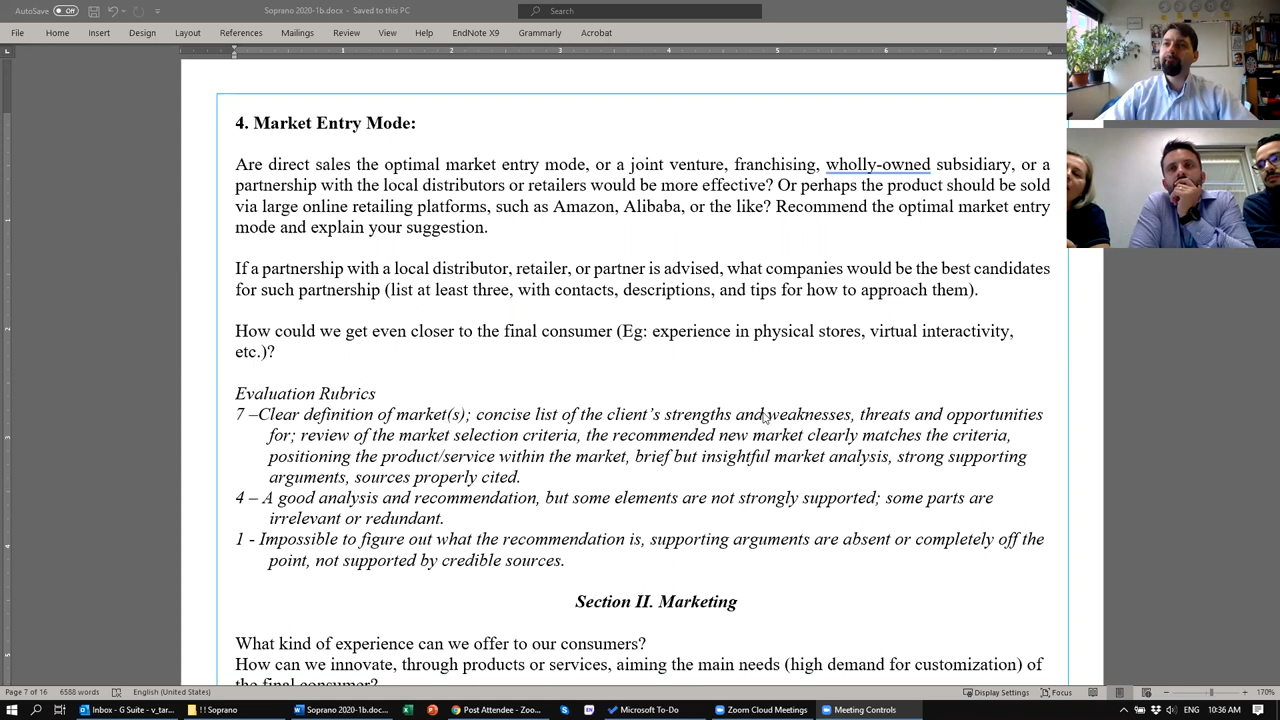 AutoSave Off Soprano 2020-1b.docx - Saved to this PC Search
File Home Insert Design Layout References Mailings Review View Help EndNote X9 Grammarly Acrobat
1 2 3 4 5 6 7
4. Market Entry Mode:
Are direct sales the optimal market entry mode, or a joint venture, franchising, wholly-owned subsidiary, or a
partnership with the local distributors or retailers would be more effective? Or perhaps the product should be sold
via large online retailing platforms, such as Amazon, Alibaba, or the like? Recommend the optimal market entry
mode and explain your suggestion.
If a partnership with a local distributor, retailer, or partner is advised, what companies would be the best candidates
for such partnership (list at least three, with contacts, descriptions, and tips for how to approach them).
How could we get even closer to the final consumer (Eg: experience in physical stores, virtual interactivity,
etc.)?
Evaluation Rubrics
7 –Clear definition of market(s); concise list of the client’s strengths and weaknesses, threats and opportunities
for; review of the market selection criteria, the recommended new market clearly matches the criteria,
positioning the product/service within the market, brief but insightful market analysis, strong supporting
arguments, sources properly cited.
4 – A good analysis and recommendation, but some elements are not strongly supported; some parts are
irrelevant or redundant.
1 - Impossible to figure out what the recommendation is, supporting arguments are absent or completely off the
point, not supported by credible sources.
Section II. Marketing
What kind of experience can we offer to our consumers?
How can we innovate, through products or services, aiming the main needs (high demand for customization) of
the final consumer?
Page 7 of 16 6588 words English (United States) Display Settings Focus 170%
Inbox - G Suite - v_tar... ! ! Soprano Soprano 2020-1b.do... Post Attendee - Zoo... Microsoft To-Do Zoom Cloud Meetings Meeting Controls ENG 10:36 AM